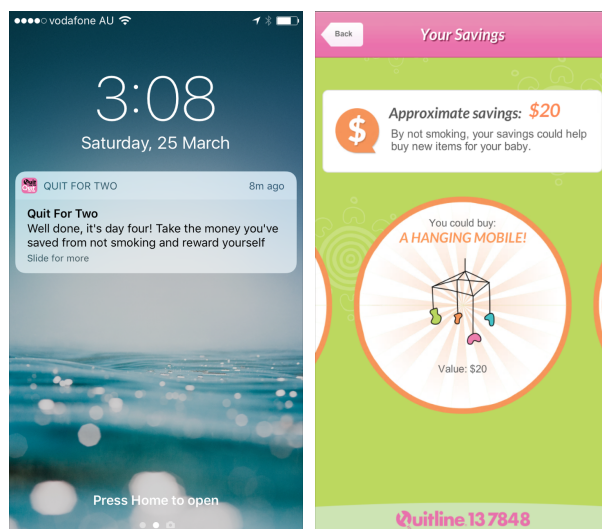 vodafone AU
3:08
Saturday, 25 March
QUIT FOR TWO
8m ago
Quit For Two
Well done, it's day four! Take the money you've
saved from not smoking and reward yourself
Slide for more
Press Home to open
Back
Your Savings
$
Approximate savings: $20
By not smoking, your savings could help
buy new items for your baby.
You could buy:
A HANGING MOBILE!
Value: $20
Quitline 13 7848